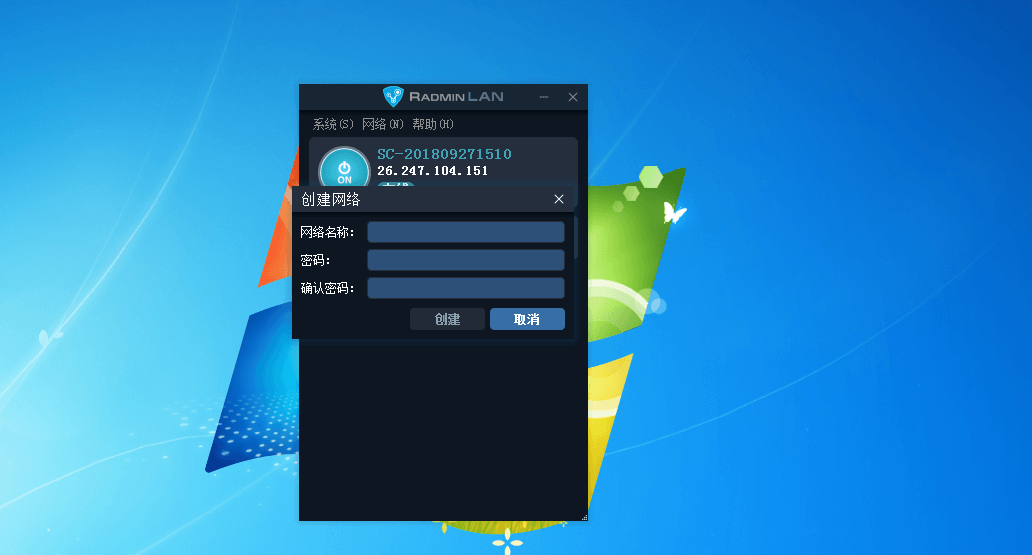 RADMIN LAN
系统(S) 网络(N) 帮助(H)
ON
SC-201809271510
26.247.104.151
创建网络
网络名称:
密码:
确认密码:
创建 取消